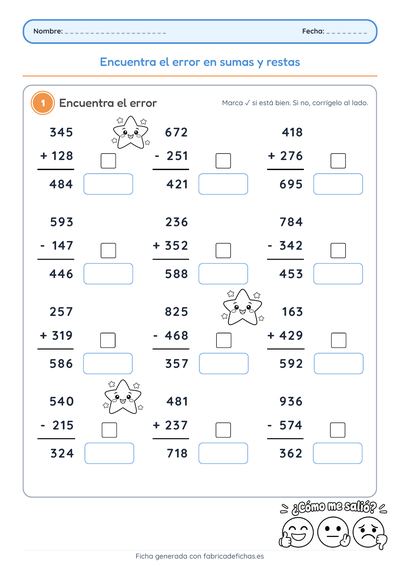 Nombre: Fecha:
Encuentra el error en sumas y restas
1 Encuentra el error Marca ✓ si está bien. Si no, corrígelo al lado.
345 672 418
+ 128 - 251 + 276
484 421 695
593 236 784
- 147 + 352 - 342
446 588 453
257 825 163
+ 319 - 468 + 429
586 357 592
540 481 936
- 215 + 237 - 574
324 718 362
¿Cómo me salió?
Ficha generada con fabricadefichas.es